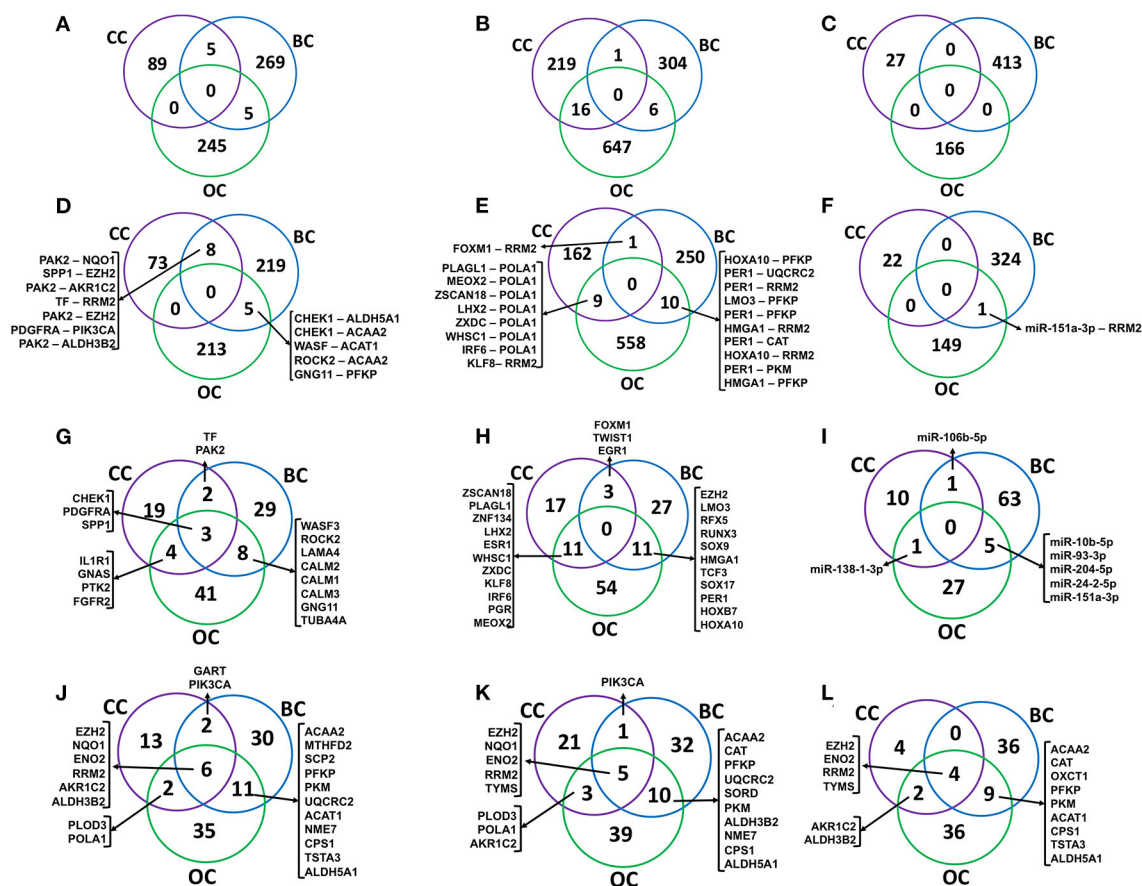 A
CC
BC
5
89
269
0
0
5
245
OC
B
CC
BC
1
219
304
0
16
6
647
OC
C
CC
BC
0
27
413
0
0
0
166
OC
D
CC
BC
8
73
219
0
0
5
213
OC
PAK2 – NQO1
SPP1 – EZH2
PAK2 – AKR1C2
TF – RRM2
PAK2 – EZH2
PDGFRA – PIK3CA
PAK2 – ALDH3B2
CHEK1 – ALDH5A1
CHEK1 – ACAA2
WASF – ACAT1
ROCK2 – ACAA2
GNG11 – PFKP
E
CC
BC
FOXM1 – RRM2
1
162
250
0
9
10
558
OC
PLAGL1 – POLA1
MEOX2 – POLA1
ZSCAN18 – POLA1
LHX2 – POLA1
ZXDC – POLA1
WHSC1 – POLA1
IRF6 – POLA1
KLF8– RRM2
HOXA10 – PFKP
PER1 – UQCRC2
PER1 – RRM2
LMO3 – PFKP
PER1 – PFKP
HMGA1 – RRM2
PER1 – CAT
HOXA10 – RRM2
PER1 – PKM
HMGA1 – PFKP
F
CC
BC
0
22
324
0
0
1
miR-151a-3p – RRM2
149
OC
G
TF
PAK2
CC
BC
2
19
29
3
4
8
41
OC
CHEK1
PDGFRA
SPP1
IL1R1
GNAS
PTK2
FGFR2
WASF3
ROCK2
LAMA4
CALM2
CALM1
CALM3
GNG11
TUBA4A
H
FOXM1
TWIST1
EGR1
CC
BC
3
17
27
0
11
11
54
OC
ZSCAN18
PLAGL1
ZNF134
LHX2
ESR1
WHSC1
ZXDC
KLF8
IRF6
PGR
MEOX2
EZH2
LMO3
RFX5
RUNX3
SOX9
HMGA1
TCF3
SOX17
PER1
HOXB7
HOXA10
I
miR-106b-5p
CC
BC
1
10
63
0
1
5
27
OC
miR-138-1-3p
miR-10b-5p
miR-93-3p
miR-204-5p
miR-24-2-5p
miR-151a-3p
J
GART
PIK3CA
CC
BC
2
13
30
6
2
11
35
OC
EZH2
NQO1
ENO2
RRM2
AKR1C2
ALDH3B2
PLOD3
POLA1
ACAA2
MTHFD2
SCP2
PFKP
PKM
UQCRC2
ACAT1
NME7
CPS1
TSTA3
ALDH5A1
K
PIK3CA
CC
BC
1
21
32
5
3
10
39
OC
EZH2
NQO1
ENO2
RRM2
TYMS
PLOD3
POLA1
AKR1C2
ACAA2
CAT
PFKP
UQCRC2
SORD
PKM
ALDH3B2
NME7
CPS1
ALDH5A1
L
CC
BC
0
4
36
4
2
9
36
OC
EZH2
ENO2
RRM2
TYMS
AKR1C2
ALDH3B2
ACAA2
CAT
OXCT1
PFKP
PKM
ACAT1
CPS1
TSTA3
ALDH5A1